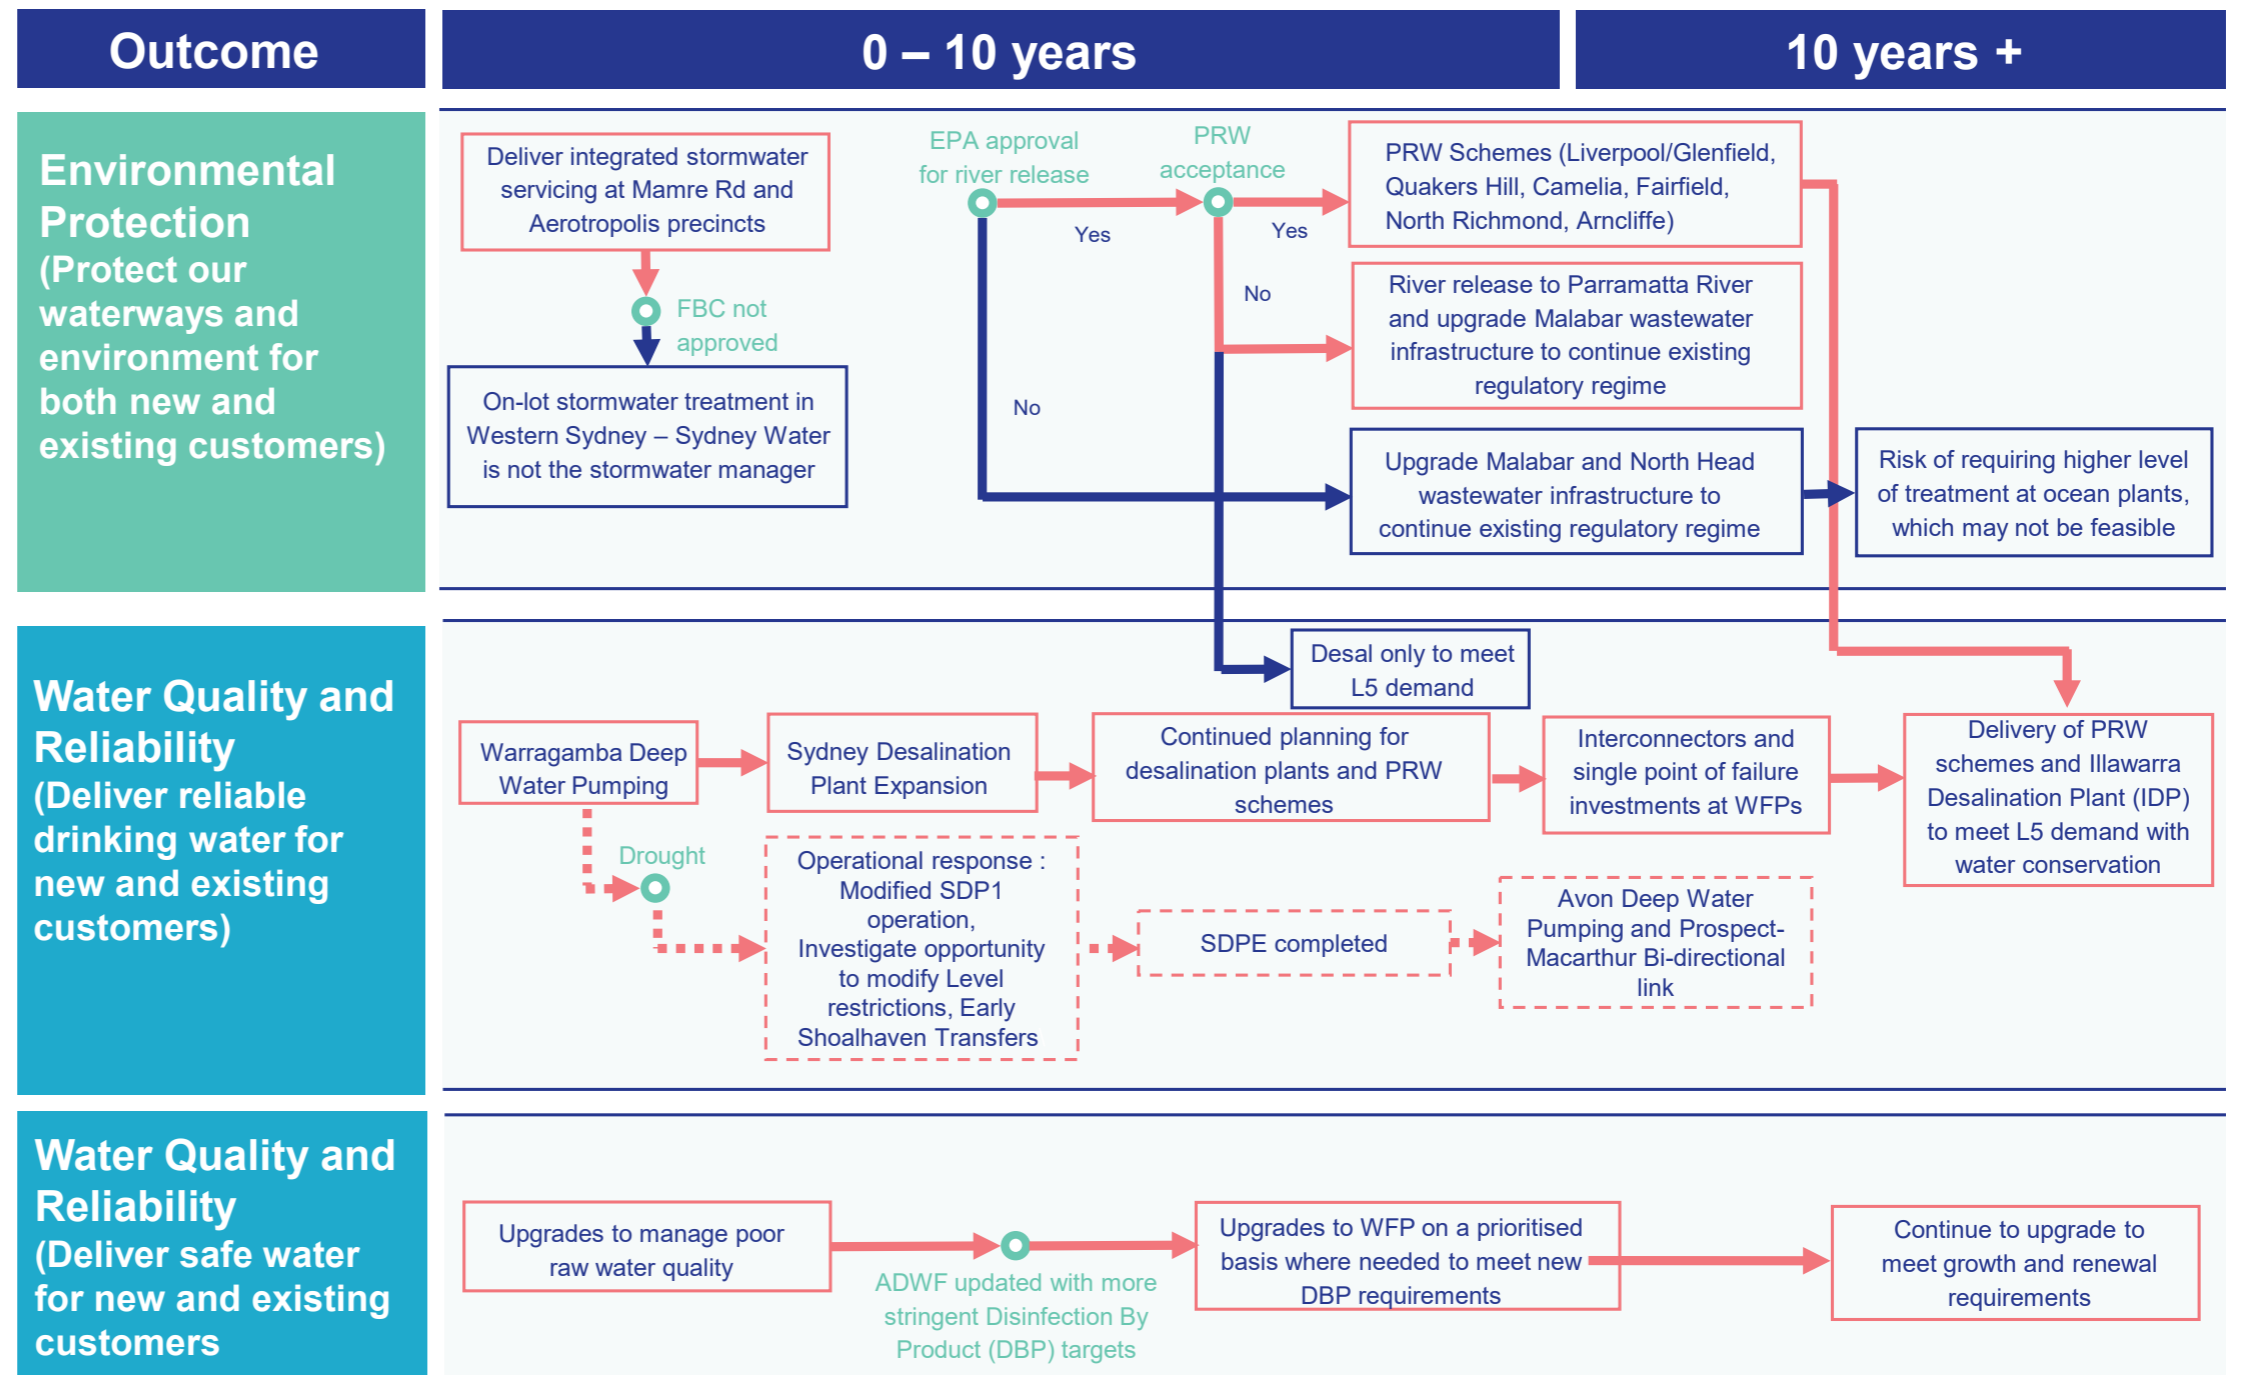 Outcome
0 – 10 years
10 years +
Environmental
Protection
(Protect our
waterways and
environment for
both new and
existing customers)
Deliver integrated stormwater
servicing at Mamre Rd and
Aerotropolis precincts
FBC not
approved
On-lot stormwater treatment in
Western Sydney – Sydney Water
is not the stormwater manager
EPA approval
for river release
Yes
No
PRW
acceptance
Yes
No
PRW Schemes (Liverpool/Glenfield,
Quakers Hill, Camelia, Fairfield,
North Richmond, Arncliffe)
River release to Parramatta River
and upgrade Malabar wastewater
infrastructure to continue existing
regulatory regime
Upgrade Malabar and North Head
wastewater infrastructure to
continue existing regulatory regime
Risk of requiring higher level
of treatment at ocean plants,
which may not be feasible
Water Quality and
Reliability
(Deliver reliable
drinking water for
new and existing
customers)
Desal only to meet
L5 demand
Warragamba Deep
Water Pumping
Sydney Desalination
Plant Expansion
Continued planning for
desalination plants and PRW
schemes
Interconnectors and
single point of failure
investments at WFPs
Delivery of PRW
schemes and Illawarra
Desalination Plant (IDP)
to meet L5 demand with
water conservation
Drought
Operational response :
Modified SDP1
operation,
Investigate opportunity
to modify Level
restrictions, Early
Shoalhaven Transfers
SDPE completed
Avon Deep Water
Pumping and Prospect-
Macarthur Bi-directional
link
Water Quality and
Reliability
(Deliver safe water
for new and existing
customers
Upgrades to manage poor
raw water quality
ADWF updated with more
stringent Disinfection By
Product (DBP) targets
Upgrades to WFP on a prioritised
basis where needed to meet new
DBP requirements
Continue to upgrade to
meet growth and renewal
requirements